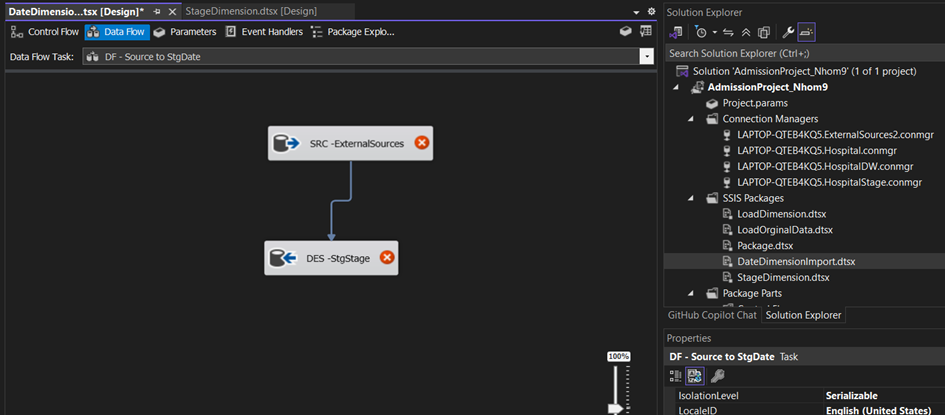 DateDimensio...tsx [Design]*
StageDimension.dtsx [Design]
Control Flow
Data Flow
Parameters
Event Handlers
Package Explo...
Data Flow Task:
DF - Source to StgDate
SRC -ExternalSources
DES -StgStage
100%
Solution Explorer
Search Solution Explorer (Ctrl+;)
Solution 'AdmissionProject_Nhom9' (1 of 1 project)
AdmissionProject_Nhom9
Project.params
Connection Managers
LAPTOP-QTEB4KQ5.ExternalSources2.conmgr
LAPTOP-QTEB4KQ5.Hospital.conmgr
LAPTOP-QTEB4KQ5.HospitalDW.conmgr
LAPTOP-QTEB4KQ5.HospitalStage.conmgr
SSIS Packages
LoadDimension.dtsx
LoadOrginalData.dtsx
Package.dtsx
DateDimensionImport.dtsx
StageDimension.dtsx
Package Parts
GitHub Copilot Chat
Solution Explorer
Properties
DF - Source to StgDate Task
IsolationLevel Serializable
LocaleID English (United States)